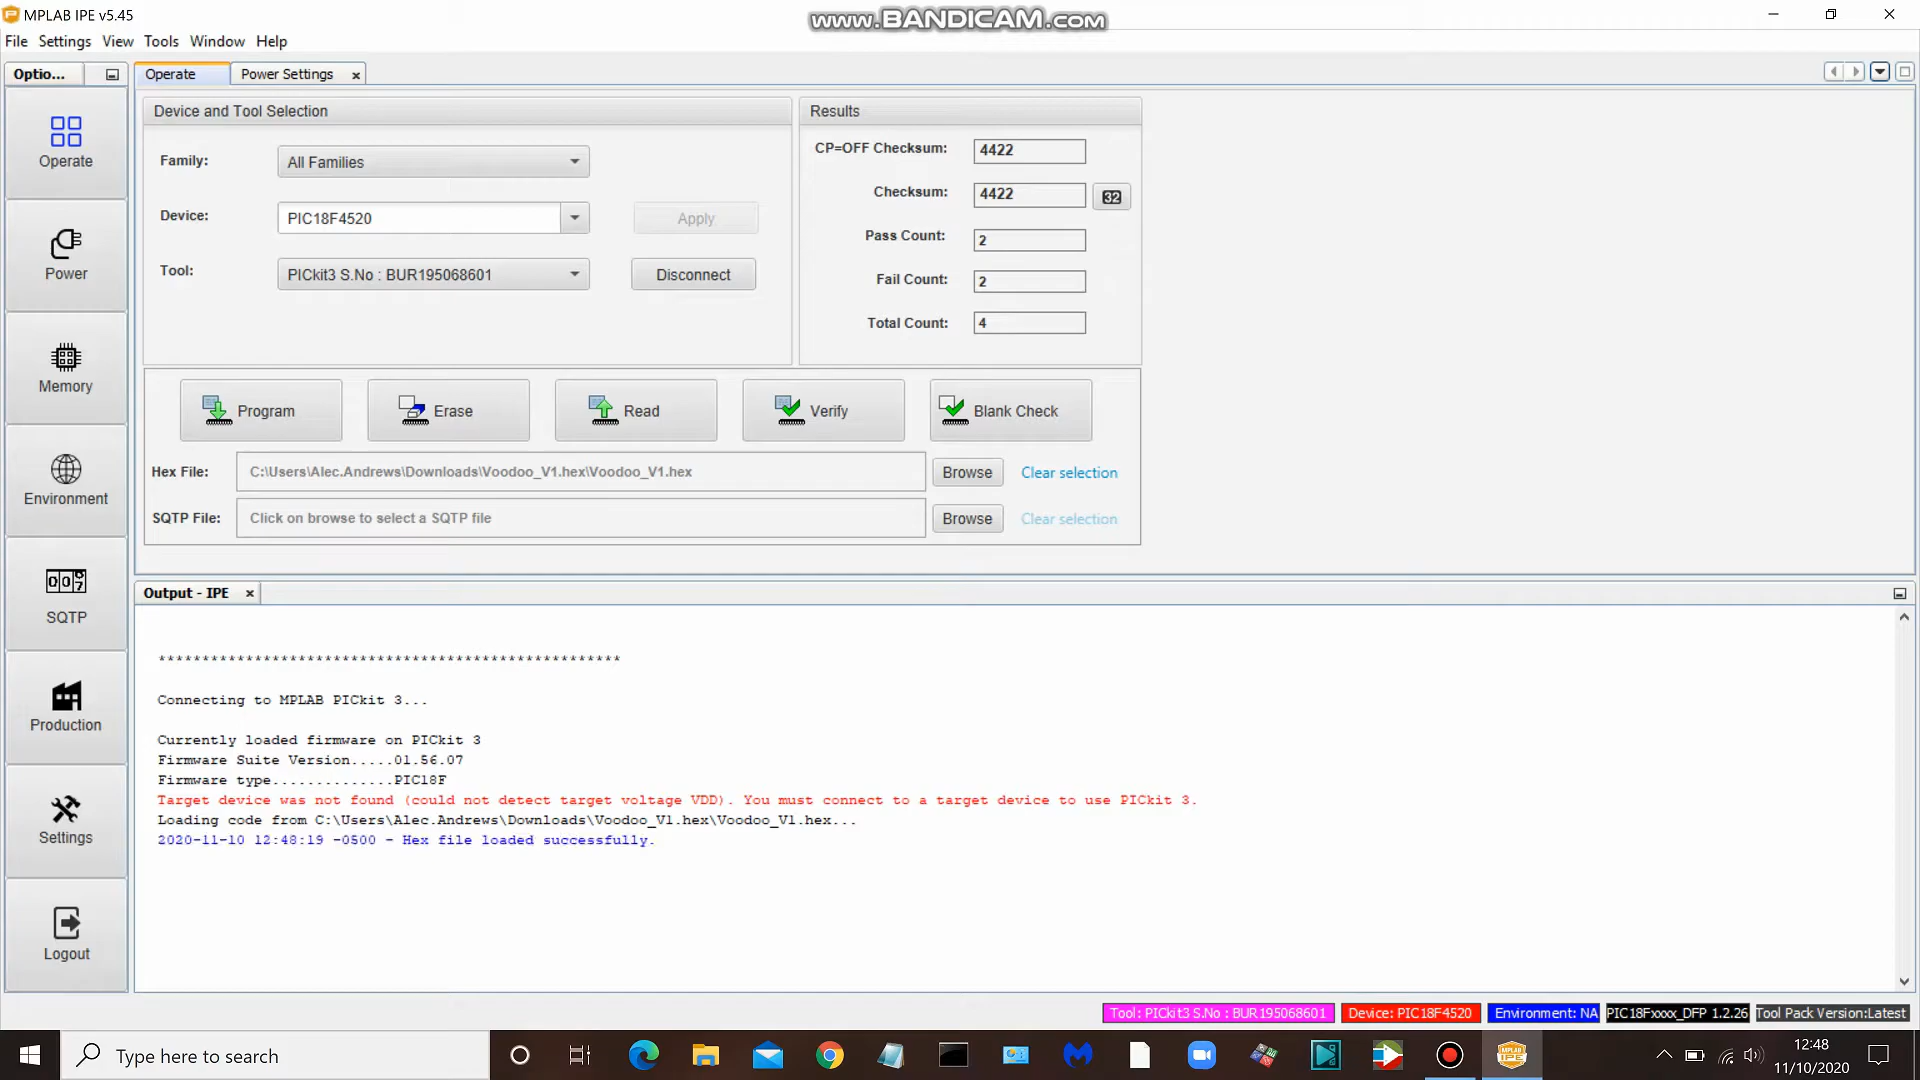 MPLAB IPE v5.45
www.BANDICAM.COM
File Settings View Tools Window Help
Optio...
Operate
Power Settings
Device and Tool Selection
Results
Family:
All Families
CP=OFF Checksum:
4422
Checksum:
4422
32
Device:
PIC18F4520
Apply
Pass Count:
2
Tool:
PICkit3 S.No : BUR195068601
Disconnect
Fail Count:
2
Total Count:
4
Program
Erase
Read
Verify
Blank Check
Hex File:
C:\Users\Alec.Andrews\Downloads\Voodoo_V1.hex\Voodoo_V1.hex
Browse
Clear selection
SQTP File:
Click on browse to select a SQTP file
Browse
Clear selection
Operate
Power
Memory
Environment
SQTP
Production
Settings
Logout
Output - IPE
*****************************************************
Connecting to MPLAB PICkit 3...
Currently loaded firmware on PICkit 3
Firmware Suite Version.....01.56.07
Firmware type..............PIC18F
Target device was not found (could not detect target voltage VDD). You must connect to a target device to use PICkit 3.
Loading code from C:\Users\Alec.Andrews\Downloads\Voodoo_V1.hex\Voodoo_V1.hex...
2020-11-10 12:48:19 -0500 - Hex file loaded successfully.
Tool: PICkit3 S.No : BUR195068601
Device: PIC18F4520
Environment: NA
PIC18Fxxxx_DFP 1.2.26
Tool Pack Version:Latest
Type here to search
12:48
11/10/2020